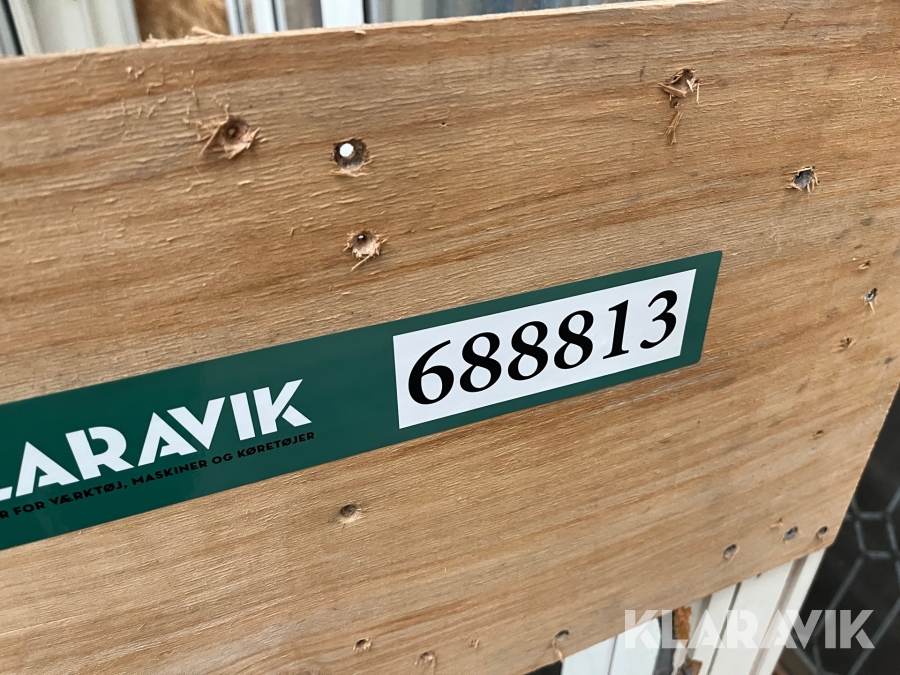 688813
LARAVIK
R FOR VÆRKTØJ, MASKINER OG KØRETØJER
KLARAVIK